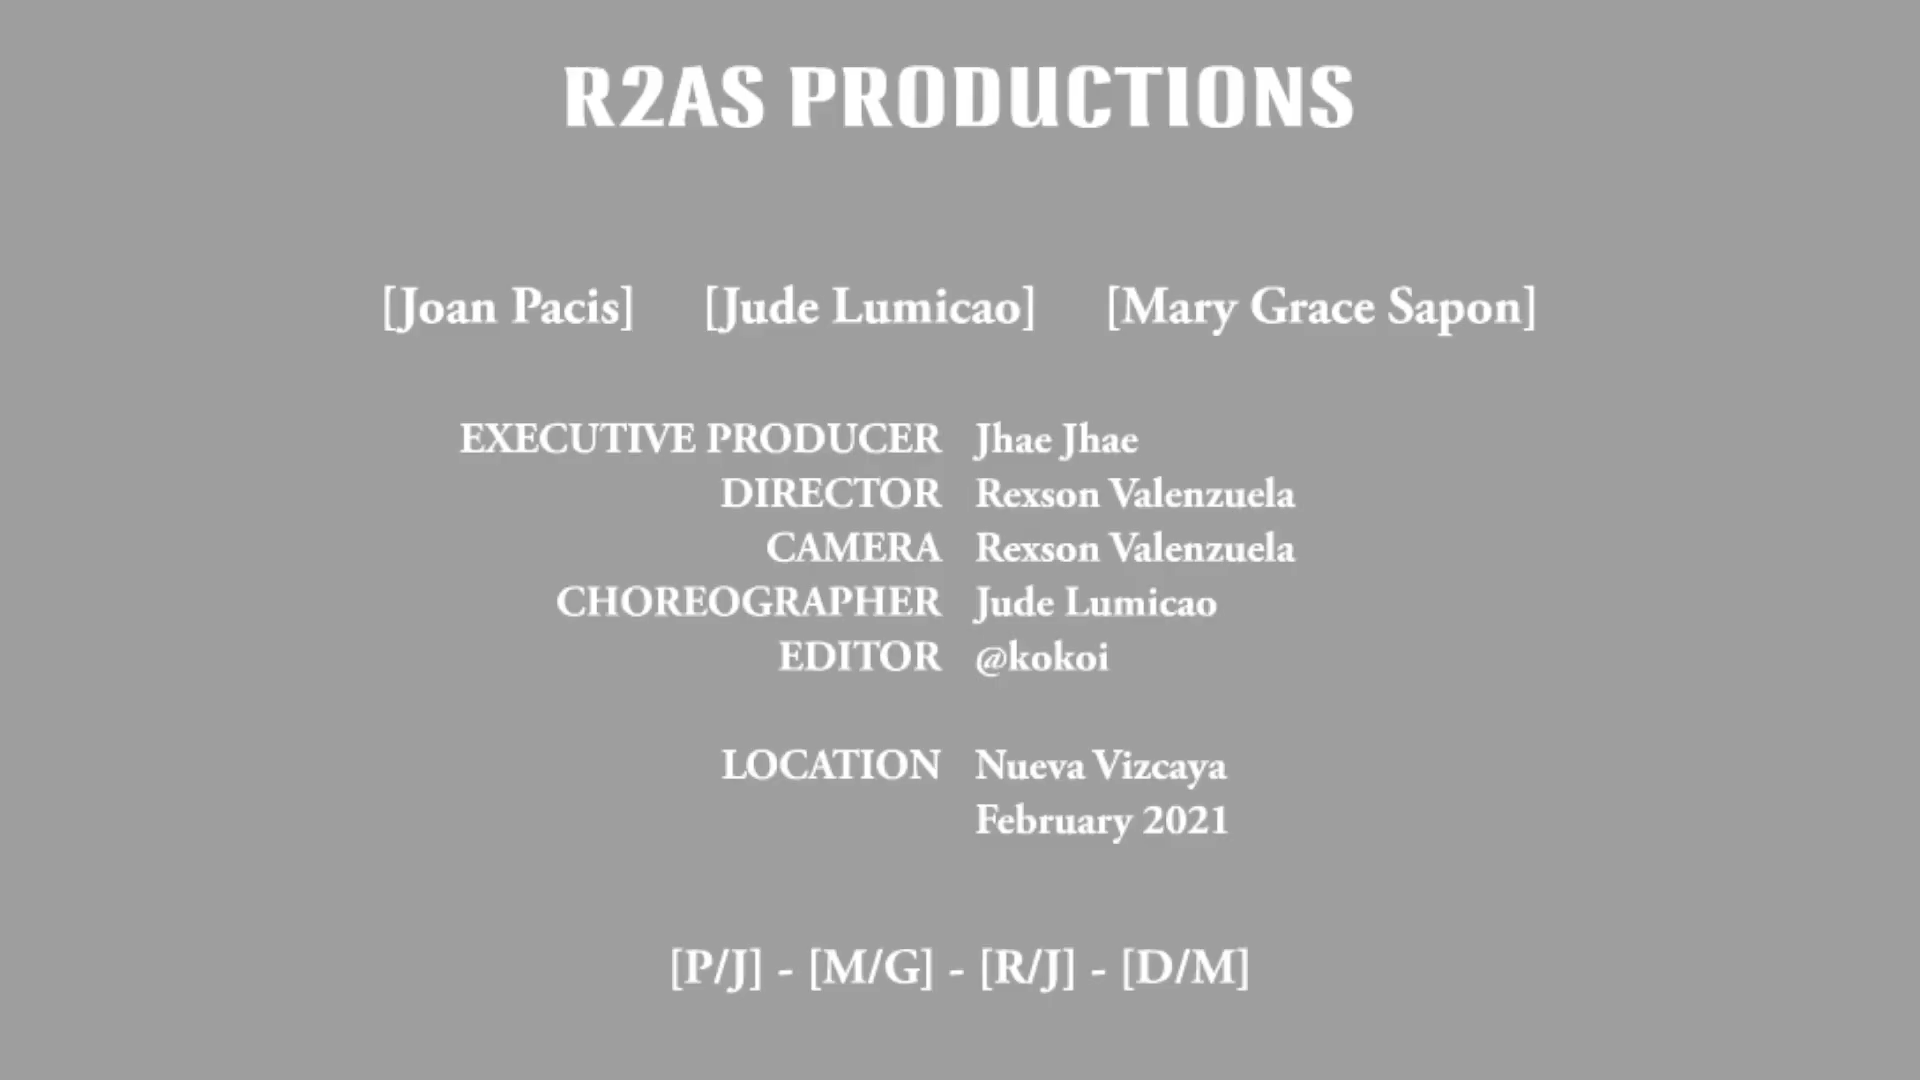 R2AS PRODUCTIONS
[Joan Pacis] [Jude Lumicao] [Mary Grace Sapon]
EXECUTIVE PRODUCER Jhae Jhae
DIRECTOR Rexson Valenzuela
CAMERA Rexson Valenzuela
CHOREOGRAPHER Jude Lumicao
EDITOR @kokoi
LOCATION Nueva Vizcaya
February 2021
[P/J] - [M/G] - [R/J] - [D/M]